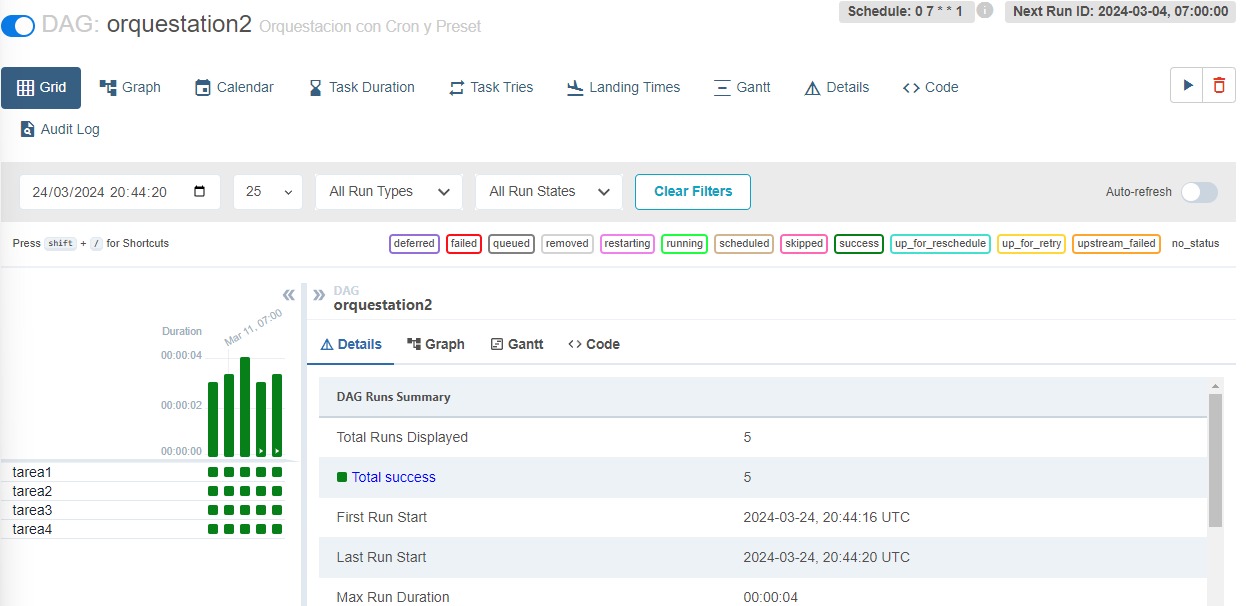 DAG: orquestation2 Orquestacion con Cron y Preset
Schedule: 0 7 * * 1 i Next Run ID: 2024-03-04, 07:00:00
Grid Graph Calendar Task Duration Task Tries Landing Times Gantt Details <> Code
Audit Log
24/03/2024 20:44:20 25 All Run Types All Run States Clear Filters Auto-refresh
Press shift + / for Shortcuts
deferred failed queued removed restarting running scheduled skipped success up_for_reschedule up_for_retry upstream_failed no_status
Duration
Mar 11, 07:00
00:00:04
00:00:02
00:00:00
tarea1
tarea2
tarea3
tarea4
DAG
orquestation2
Details Graph Gantt <> Code
DAG Runs Summary
Total Runs Displayed 5
Total success 5
First Run Start 2024-03-24, 20:44:16 UTC
Last Run Start 2024-03-24, 20:44:20 UTC
Max Run Duration 00:00:04